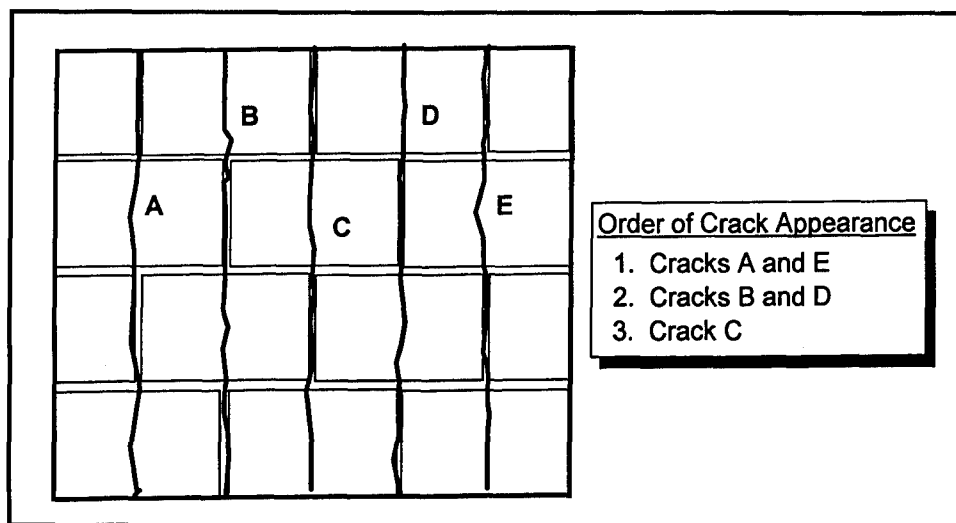 B
D
A
E
C
Order of Crack Appearance
1. Cracks A and E
2. Cracks B and D
3. Crack C